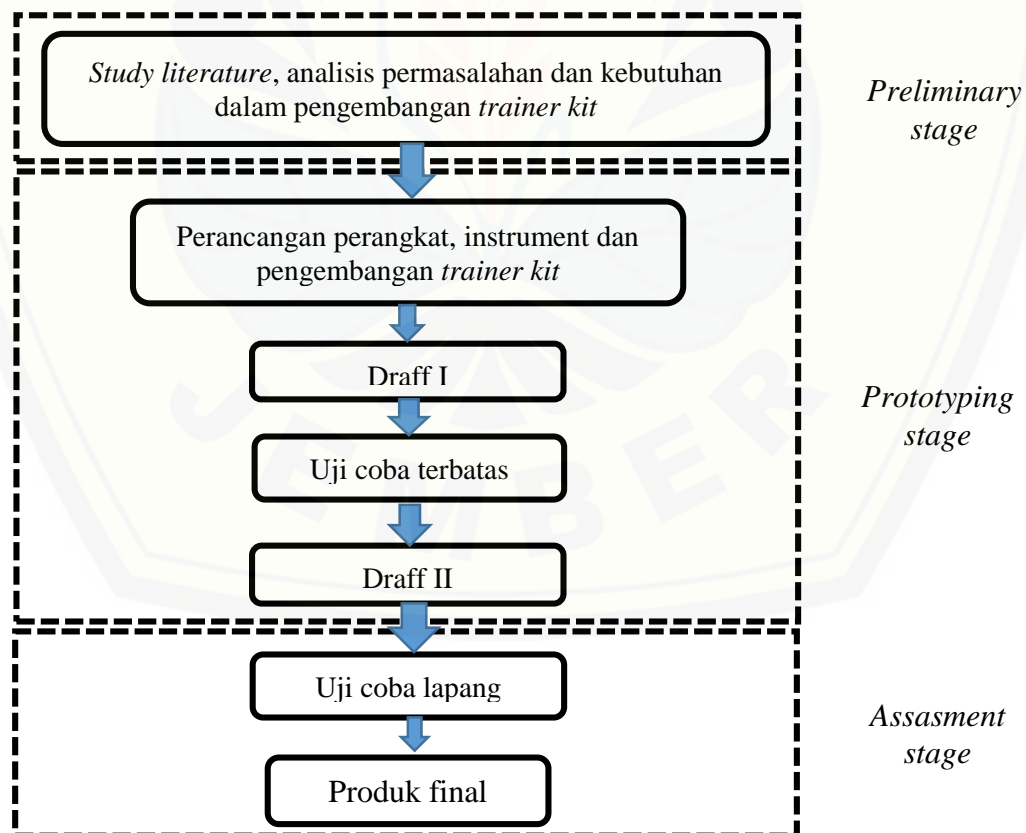 Study literature, analisis permasalahan dan kebutuhan
dalam pengembangan trainer kit
Preliminary
stage
Perancangan perangkat, instrument dan
pengembangan trainer kit
Draff I
Uji coba terbatas
Draff II
Prototyping
stage
Uji coba lapang
Produk final
Assasment
stage
JEMBER